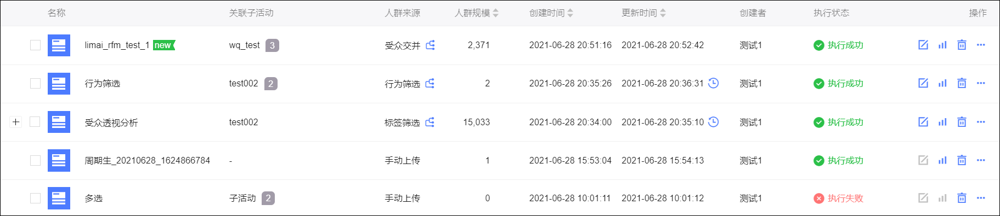 名称 关联子活动 人群来源 人群规模 创建时间 更新时间 创建者 执行状态 操作
limai_rfm_test_1 new wq_test 3 受众交并 2,371 2021-06-28 20:51:16 2021-06-28 20:52:42 测试1 执行成功
行为筛选 test002 2 行为筛选 2 2021-06-28 20:35:26 2021-06-28 20:36:31 测试1 执行成功
受众透视分析 test002 标签筛选 15,033 2021-06-28 20:34:00 2021-06-28 20:35:10 测试1 执行成功
周期生_20210628_1624866784 - 手动上传 1 2021-06-28 15:53:04 2021-06-28 15:54:13 测试1 执行成功
多选 子活动 2 手动上传 0 2021-06-28 10:01:11 2021-06-28 10:01:12 测试1 执行失败